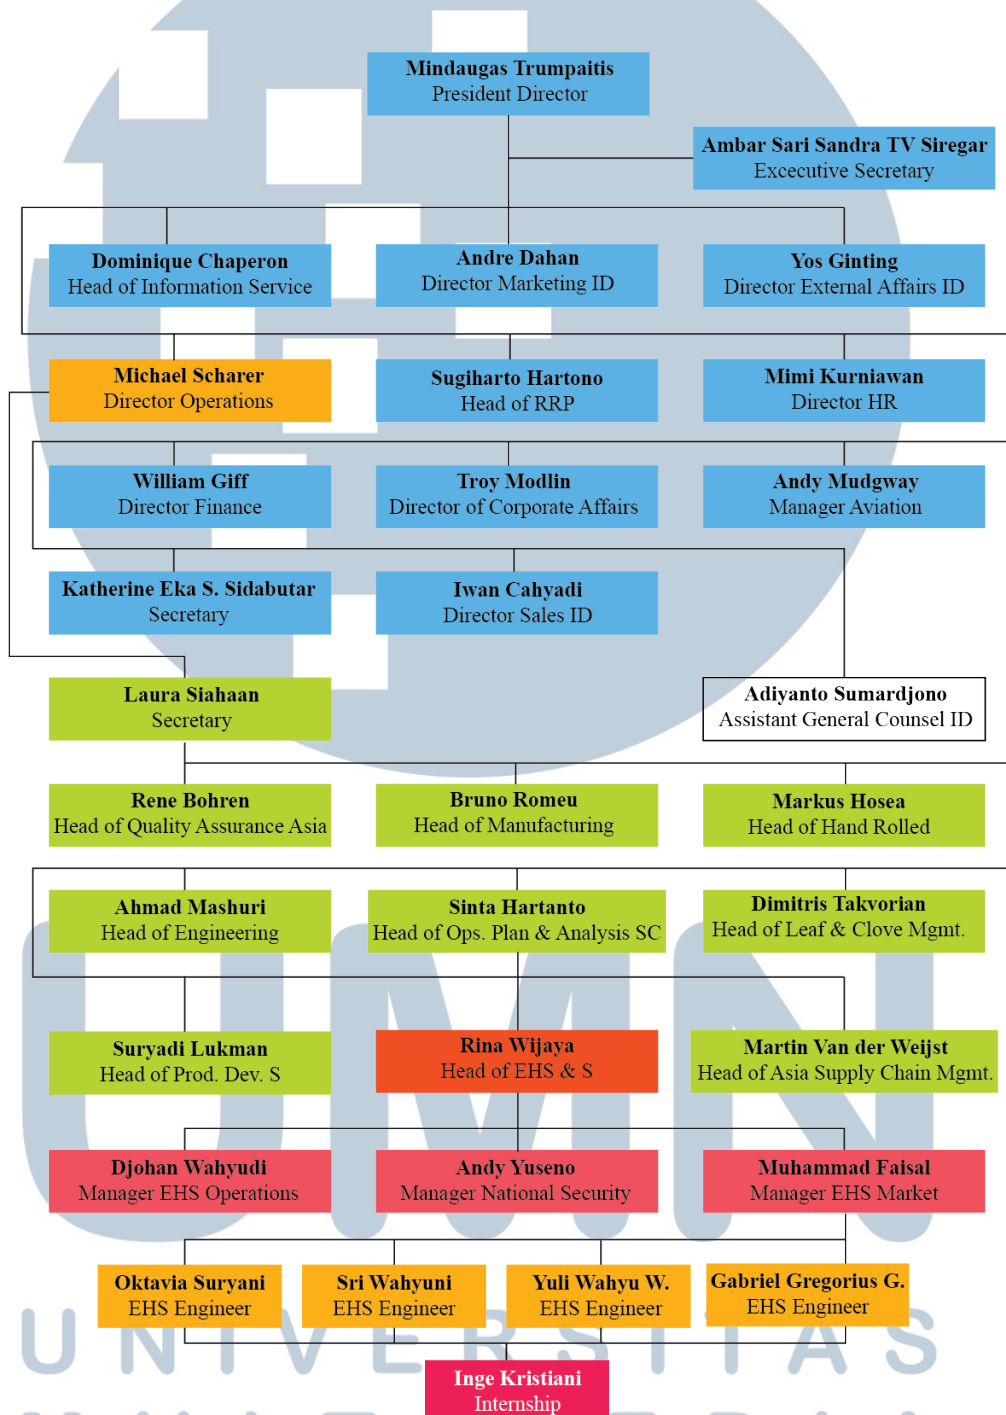 Mindaugas Trumpaitis
President Director
Ambar Sari Sandra TV Siregar
Excecutive Secretary
Dominique Chaperon
Head of Information Service
Andre Dahan
Director Marketing ID
Yos Ginting
Director External Affairs ID
Michael Scharer
Director Operations
Sugiharto Hartono
Head of RRP
Mimi Kurniawan
Director HR
William Giff
Director Finance
Troy Modlin
Director of Corporate Affairs
Andy Mudgway
Manager Aviation
Katherine Eka S. Sidabutar
Secretary
Iwan Cahyadi
Director Sales ID
Laura Siahaan
Secretary
Adiyanto Sumardjono
Assistant General Counsel ID
Rene Bohren
Head of Quality Assurance Asia
Bruno Romeu
Head of Manufacturing
Markus Hosea
Head of Hand Rolled
Ahmad Mashuri
Head of Engineering
Sinta Hartanto
Head of Ops. Plan & Analysis SC
Dimitris Takvorian
Head of Leaf & Clove Mgmt.
Suryadi Lukman
Head of Prod. Dev. S
Rina Wijaya
Head of EHS & S
Martin Van der Weijst
Head of Asia Supply Chain Mgmt.
UMN
Djohan Wahyudi
Manager EHS Operations
Andy Yuseno
Manager National Security
Muhammad Faisal
Manager EHS Market
Oktavia Suryani
EHS Engineer
Sri Wahyuni
EHS Engineer
Yuli Wahyu W.
EHS Engineer
Gabriel Gregorius G.
EHS Engineer
UNIVERSITAS
Inge Kristiani
Internship